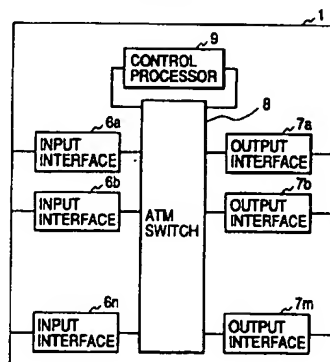 1
9
CONTROL
PROCESSOR
8
6a
INPUT
INTERFACE
7a
OUTPUT
INTERFACE
6b
INPUT
INTERFACE
7b
OUTPUT
INTERFACE
ATM
SWITCH
6n
INPUT
INTERFACE
7m
OUTPUT
INTERFACE